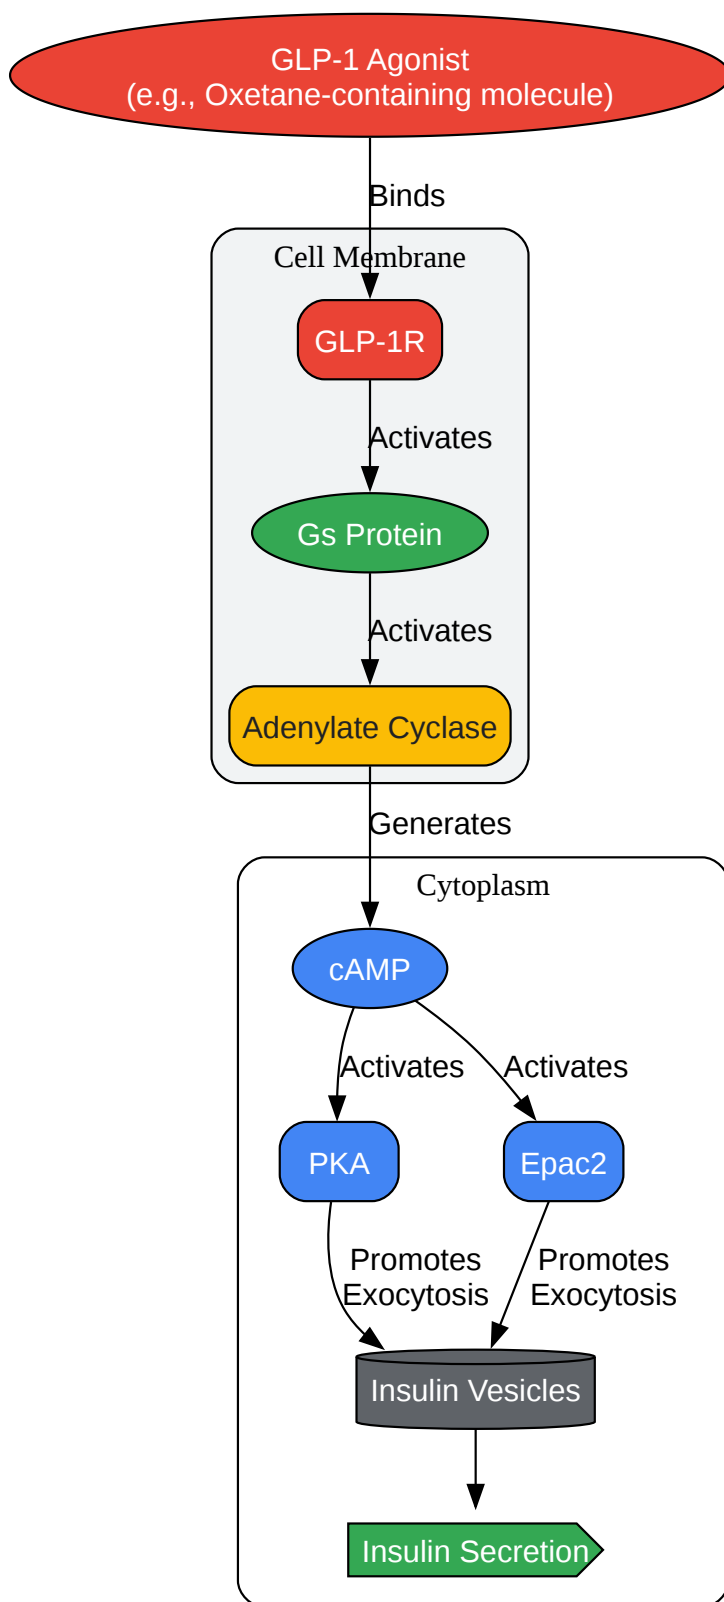 GLP-1 Agonist
(e.g., Oxetane-containing molecule)
Binds
Cell Membrane
GLP-1R
Activates
Gs Protein
Activates
Adenylate Cyclase
Generates
Cytoplasm
cAMP
Activates
Activates
PKA
Epac2
Promotes
Exocytosis
Promotes
Exocytosis
Insulin Vesicles
Insulin Secretion